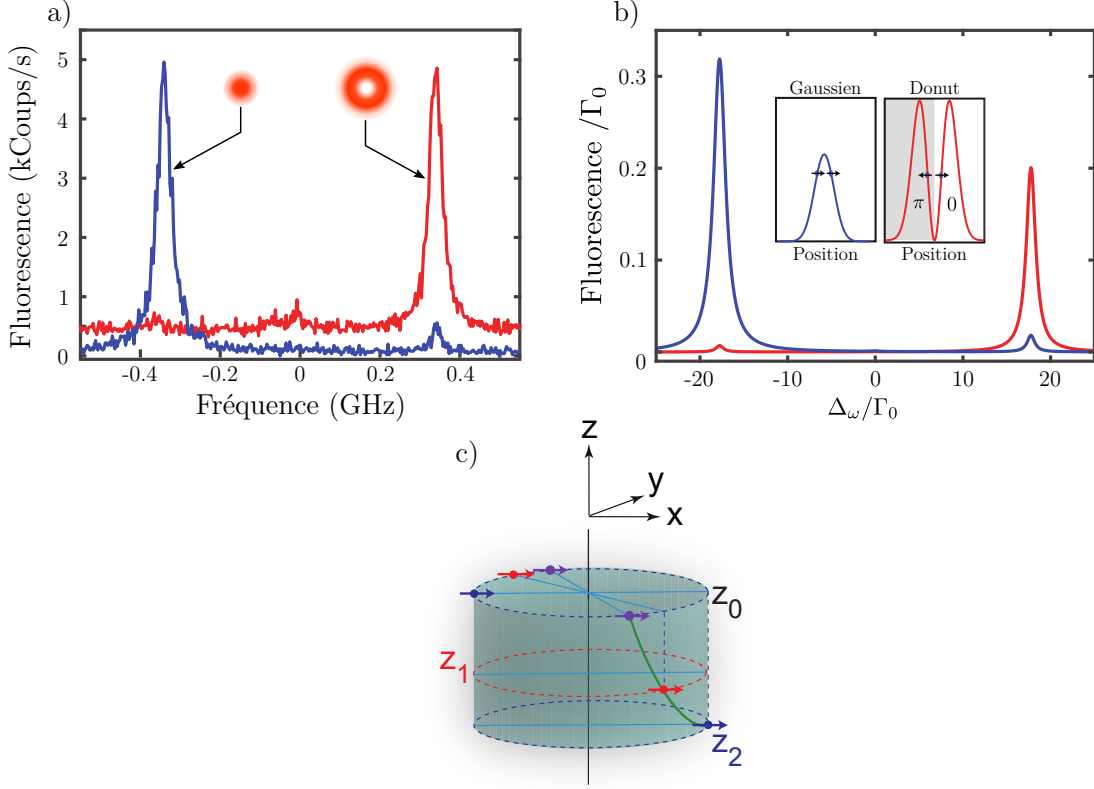 a)
Fluorescence (kCoups/s)
5
4
3
2
1
0
-0.4
-0.2
0
0.2
0.4
Fréquence (GHz)
b)
Fluorescence /Γ₀
0.3
0.2
0.1
0
-20
-10
0
10
20
Δω/Γ₀
Gaussien
Position
Donut
π
0
Position
c)
z
y
x
z₀
z₁
z₂